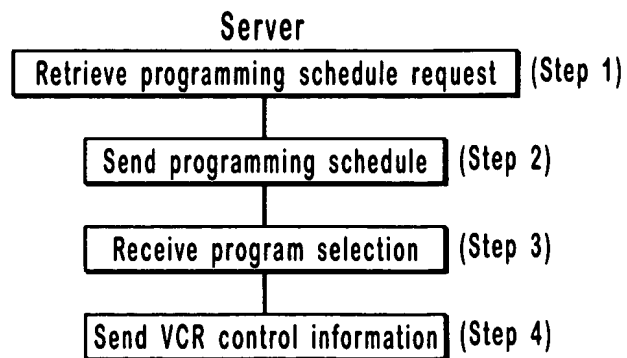 Server
Retrieve programming schedule request (Step 1)
Send programming schedule (Step 2)
Receive program selection (Step 3)
Send VCR control information (Step 4)